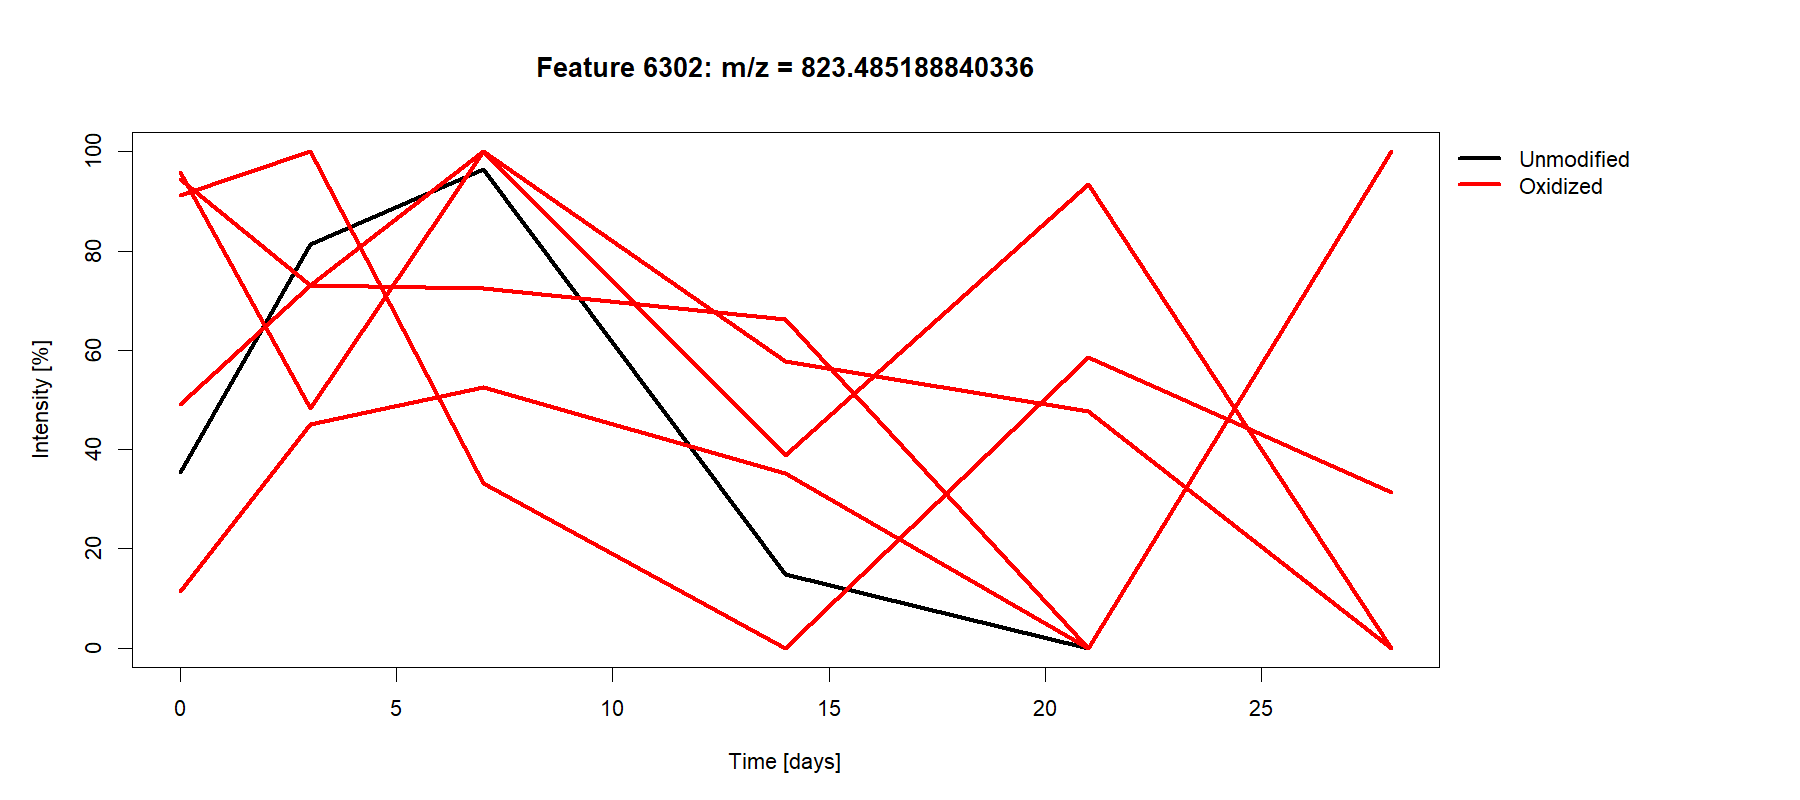 Feature 6302: m/z = 823.485188840336
Unmodified
Oxidized
Intensity [%]
100
80
60
40
20
0
0 5 10 15 20 25
Time [days]